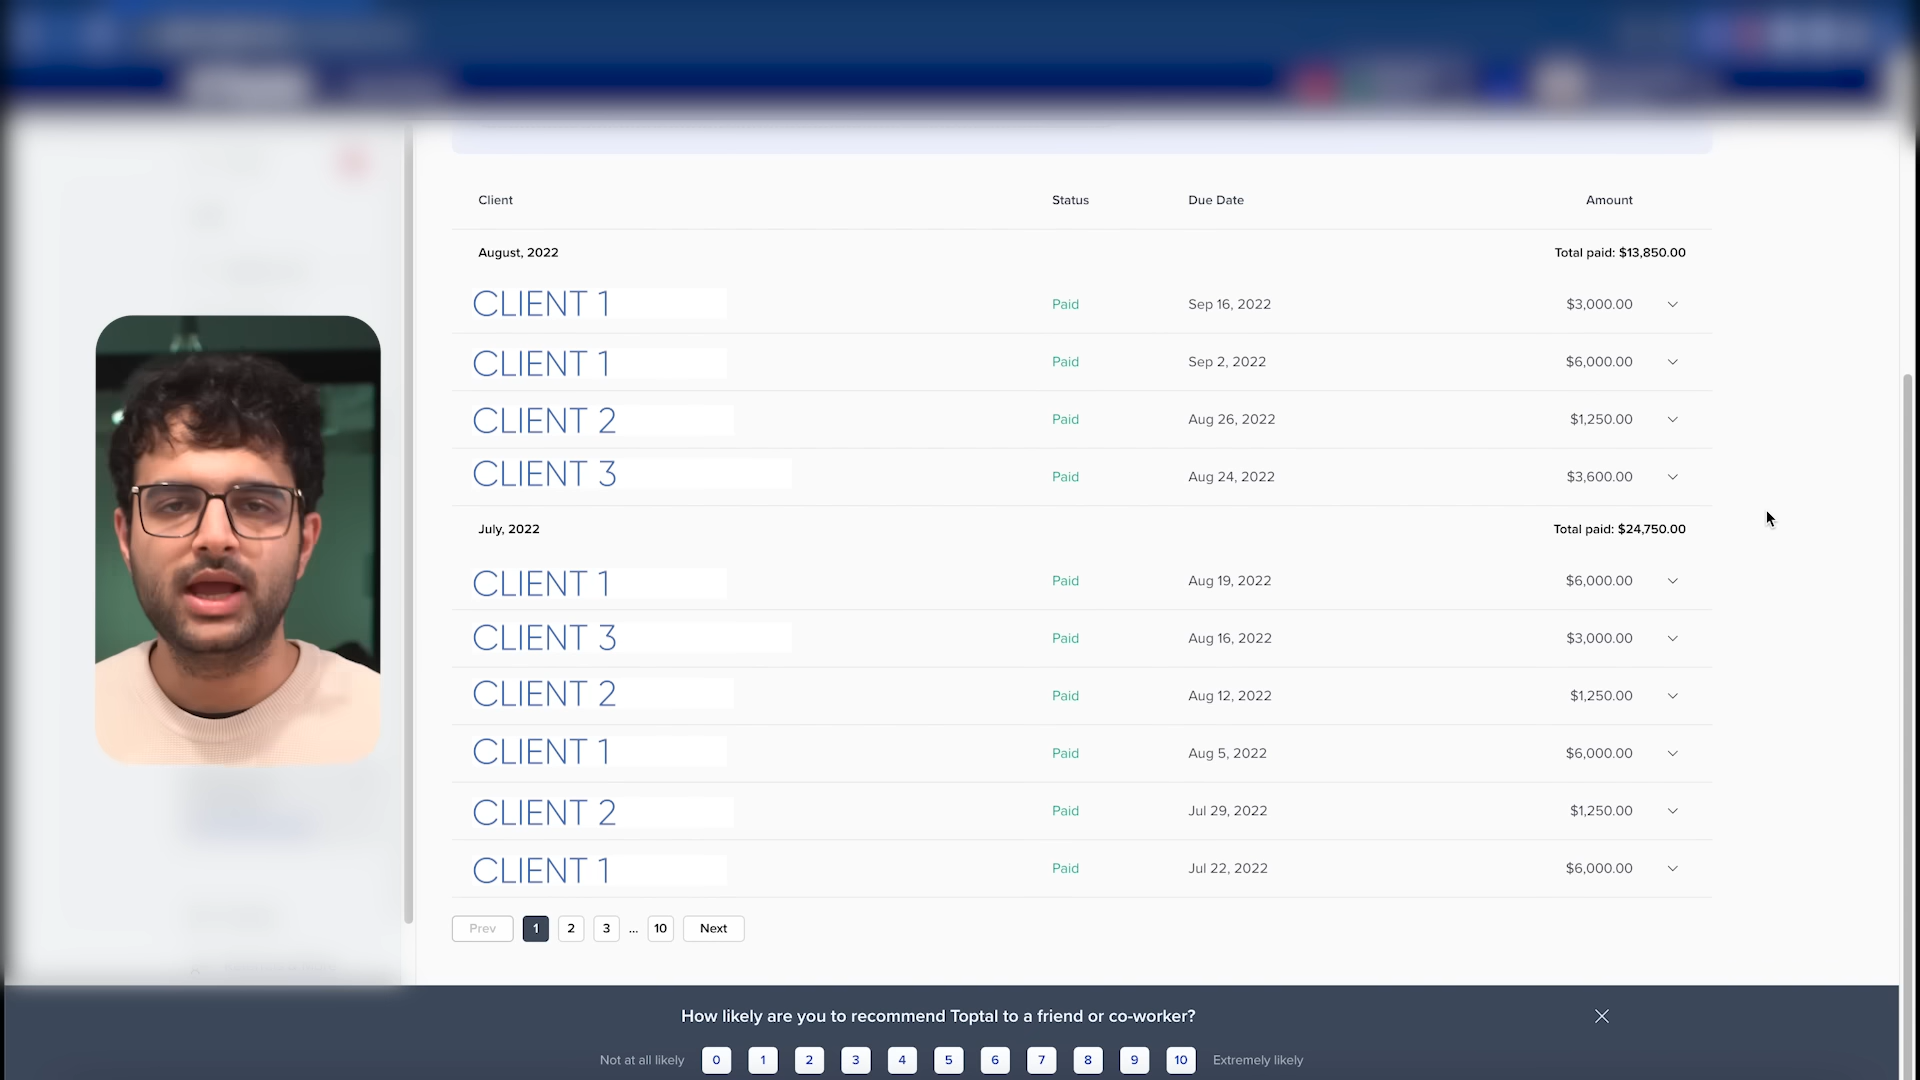 Client Status Due Date Amount
August, 2022 Total paid: $13,850.00
CLIENT 1 Paid Sep 16, 2022 $3,000.00
CLIENT 1 Paid Sep 2, 2022 $6,000.00
CLIENT 2 Paid Aug 26, 2022 $1,250.00
CLIENT 3 Paid Aug 24, 2022 $3,600.00
July, 2022 Total paid: $24,750.00
CLIENT 1 Paid Aug 19, 2022 $6,000.00
CLIENT 3 Paid Aug 16, 2022 $3,000.00
CLIENT 2 Paid Aug 12, 2022 $1,250.00
CLIENT 1 Paid Aug 5, 2022 $6,000.00
CLIENT 2 Paid Jul 29, 2022 $1,250.00
CLIENT 1 Paid Jul 22, 2022 $6,000.00
Prev 1 2 3 ... 10 Next
How likely are you to recommend Toptal to a friend or co-worker?
Not at all likely 0 1 2 3 4 5 6 7 8 9 10 Extremely likely